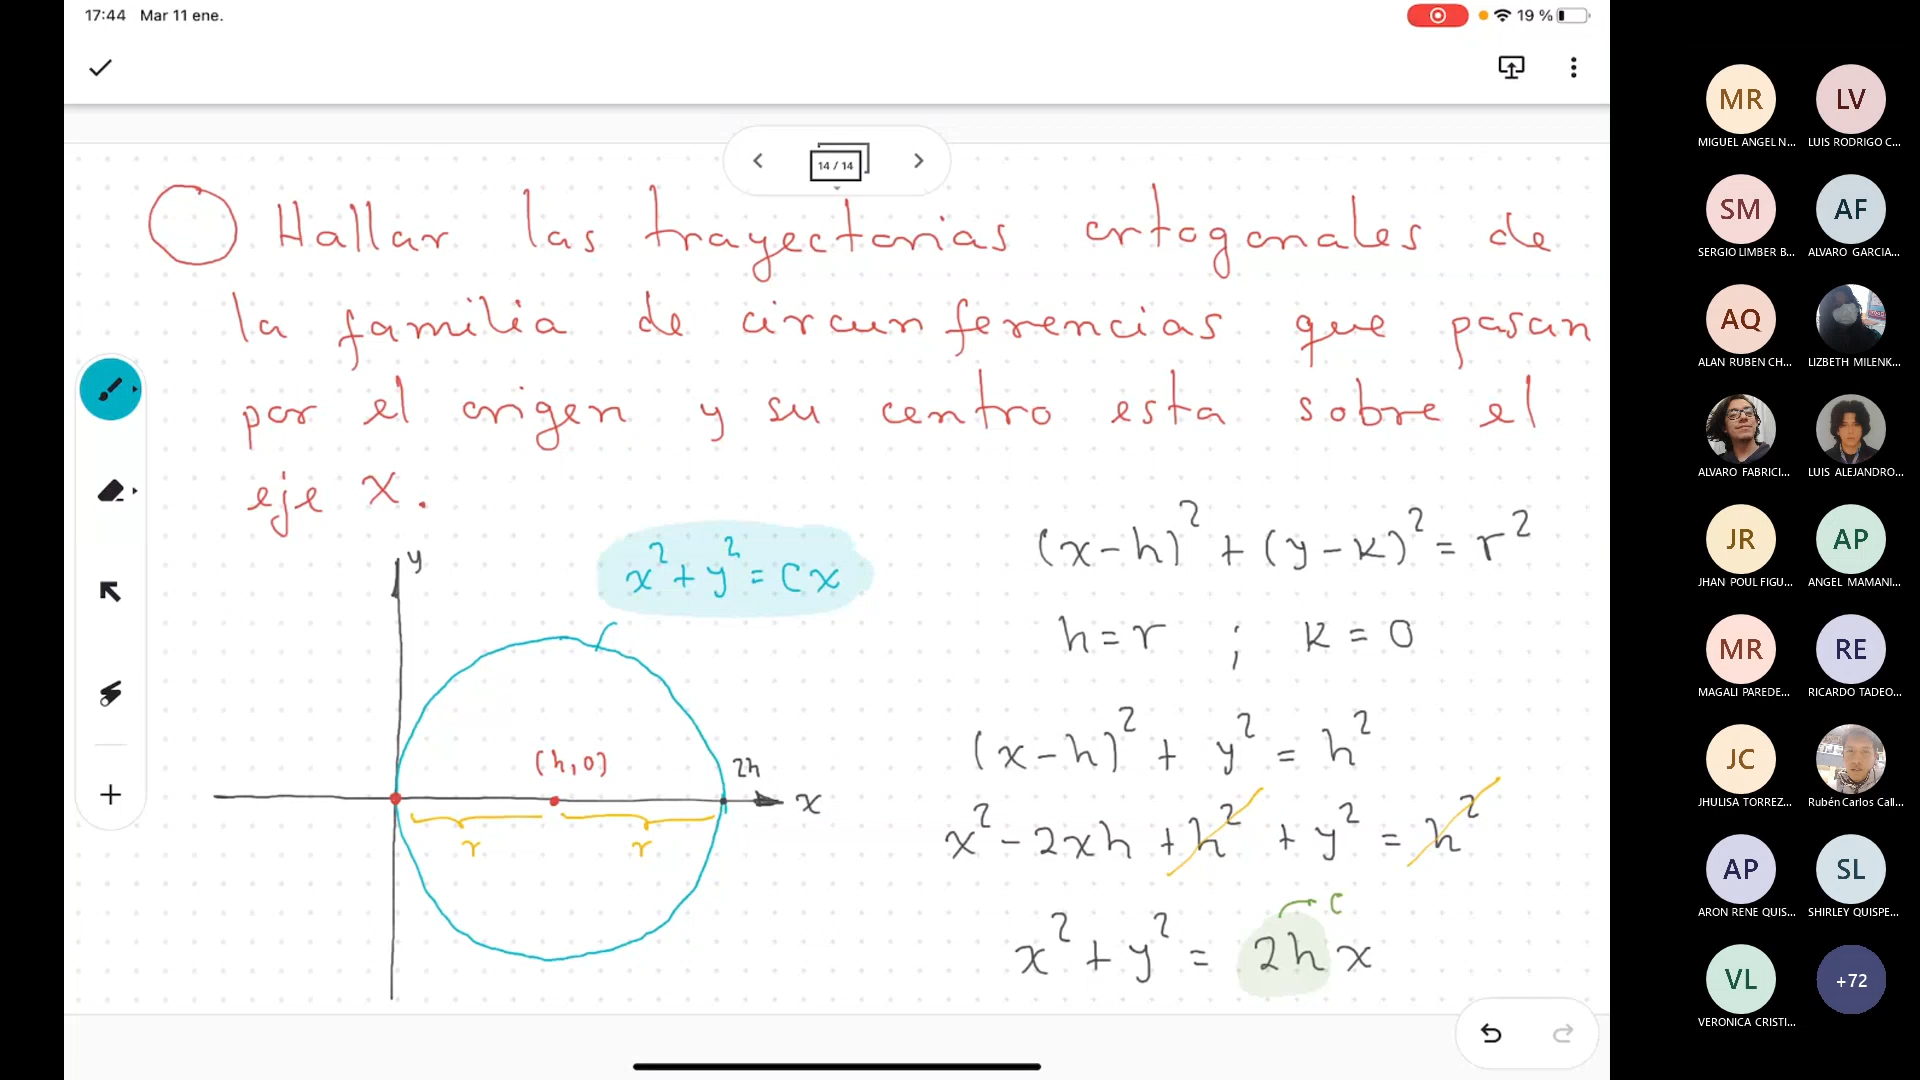 17:44 Mar 11 ene.
19 %
14 / 14
Hallar las trayectorias ortogonales de
la familia de circunferencias que pasan
por el origen y su centro esta sobre el
eje x.
y
x² + y² = Cx
(h,0)
2h
x
r
r
(x-h)² + (y-k)² = r²
h = r ; k = 0
(x-h)² + y² = h²
x² - 2xh + h² + y² = h²
C
x² + y² = 2hx
MR
LV
MIGUEL ANGEL N...
LUIS RODRIGO C...
SM
AF
SERGIO LIMBER B...
ALVARO GARCIA...
AQ
ALAN RUBEN CH...
LIZBETH MILENK...
ALVARO FABRICI...
LUIS ALEJANDRO...
JR
AP
JHAN POUL FIGU...
ANGEL MAMANI...
MR
RE
MAGALI PAREDE...
RICARDO TADEO...
JC
JHULISA TORREZ...
Rubén Carlos Call...
AP
SL
ARON RENE QUIS...
SHIRLEY QUISPE...
VL
+72
VERONICA CRISTI...